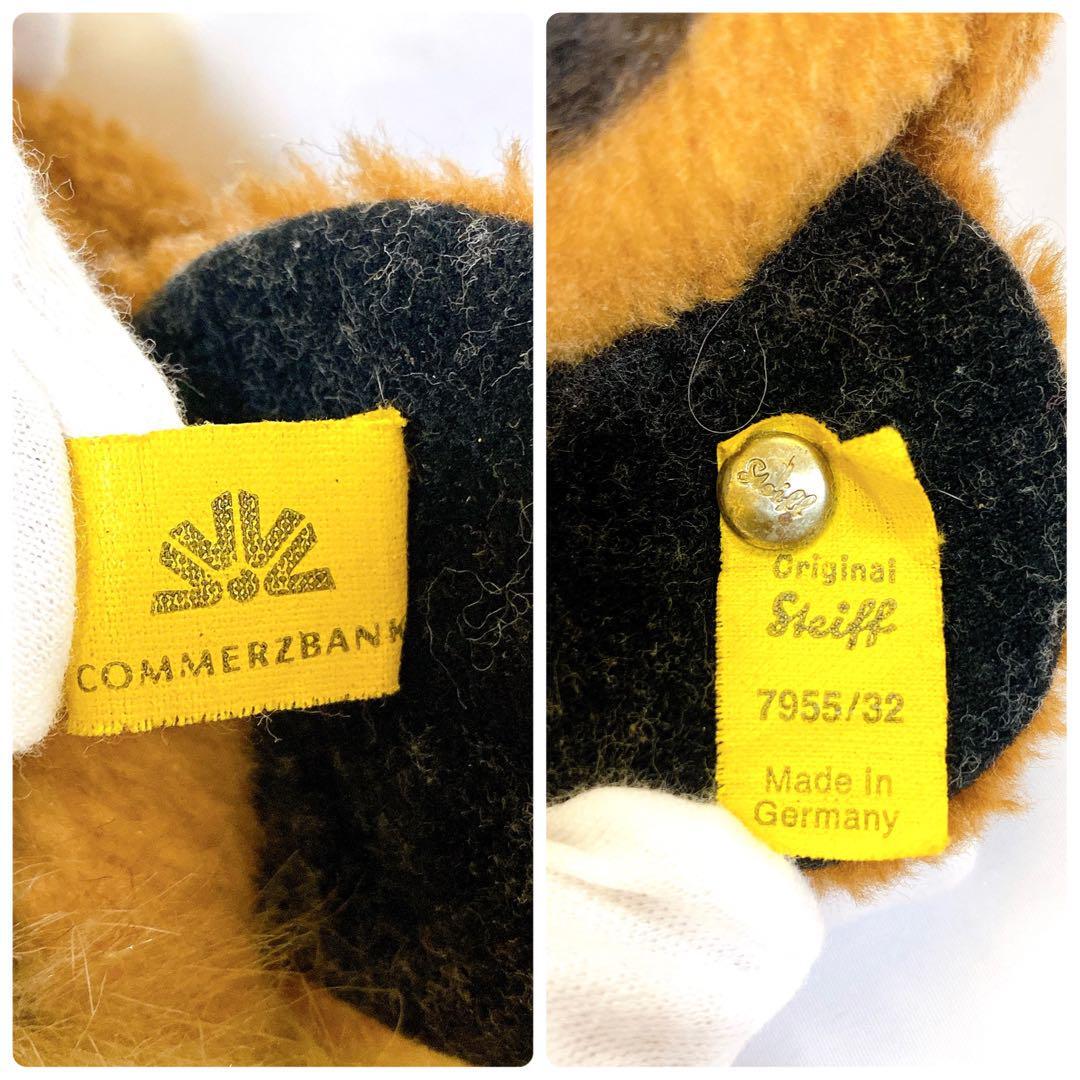 COMMERZBANK
Steiff
Original
Steiff
7955/32
Made in
Germany